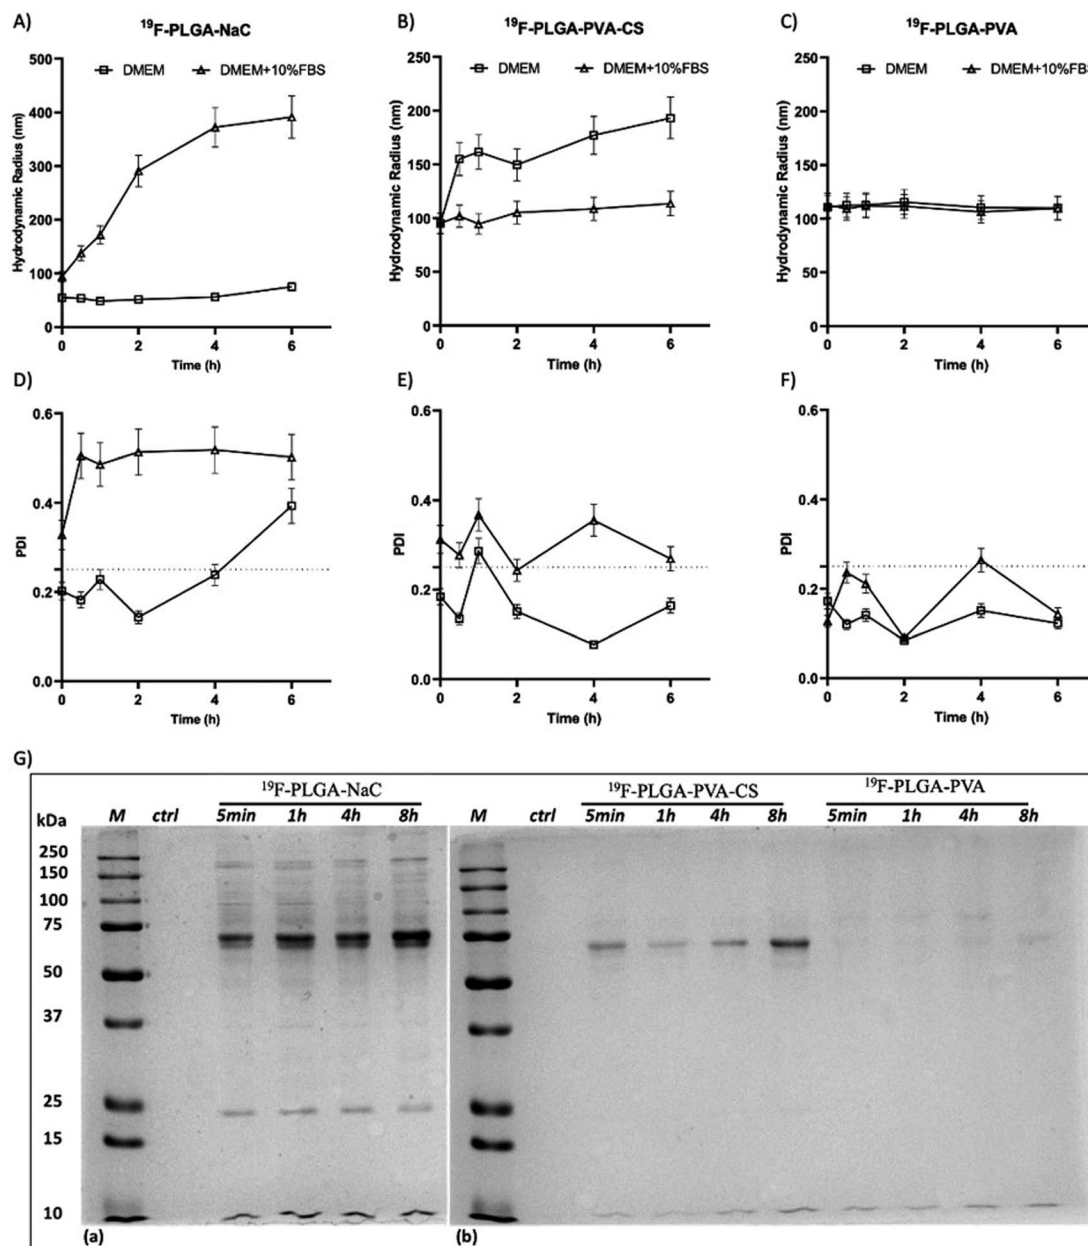 A)
¹⁹F-PLGA-NaC
DMEM DMEM+10%FBS
Hydrodynamic Radius (nm)
500
400
300
200
100
0
0 2 4 6
Time (h)
B)
¹⁹F-PLGA-PVA-CS
DMEM DMEM+10%FBS
Hydrodynamic Radius (nm)
250
200
150
100
50
0
0 2 4 6
Time (h)
C)
¹⁹F-PLGA-PVA
DMEM DMEM+10%FBS
Hydrodynamic Radius (nm)
250
200
150
100
50
0
0 2 4 6
Time (h)
D)
PDI
0.6
0.4
0.2
0.0
0 2 4 6
Time (h)
E)
PDI
0.6
0.4
0.2
0.0
0 2 4 6
Time (h)
F)
PDI
0.6
0.4
0.2
0.0
0 2 4 6
Time (h)
G)
¹⁹F-PLGA-NaC ¹⁹F-PLGA-PVA-CS ¹⁹F-PLGA-PVA
kDa M ctrl 5min 1h 4h 8h M ctrl 5min 1h 4h 8h 5min 1h 4h 8h
250
150
100
75
50
37
25
15
10
(a) (b)